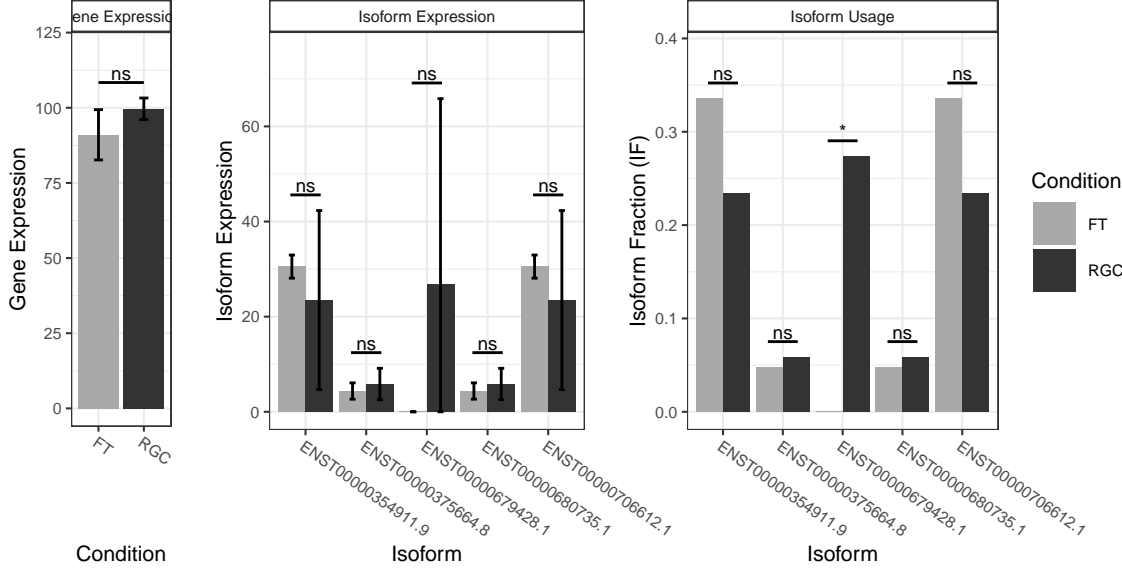 ene Expressio
Gene Expression
125
100
75
50
25
0
ns
FT
RGC
Condition
Isoform Expression
Isoform Expression
60
40
20
0
ns
ns
ns
ns
ns
ENST00000354911.9
ENST00000375664.8
ENST00000679428.1
ENST00000680735.1
ENST00000706612.1
Isoform
Isoform Usage
Isoform Fraction (IF)
0.4
0.3
0.2
0.1
0.0
ns
ns
*
ns
ns
ENST00000354911.9
ENST00000375664.8
ENST00000679428.1
ENST00000680735.1
ENST00000706612.1
Isoform
Condition
FT
RGC